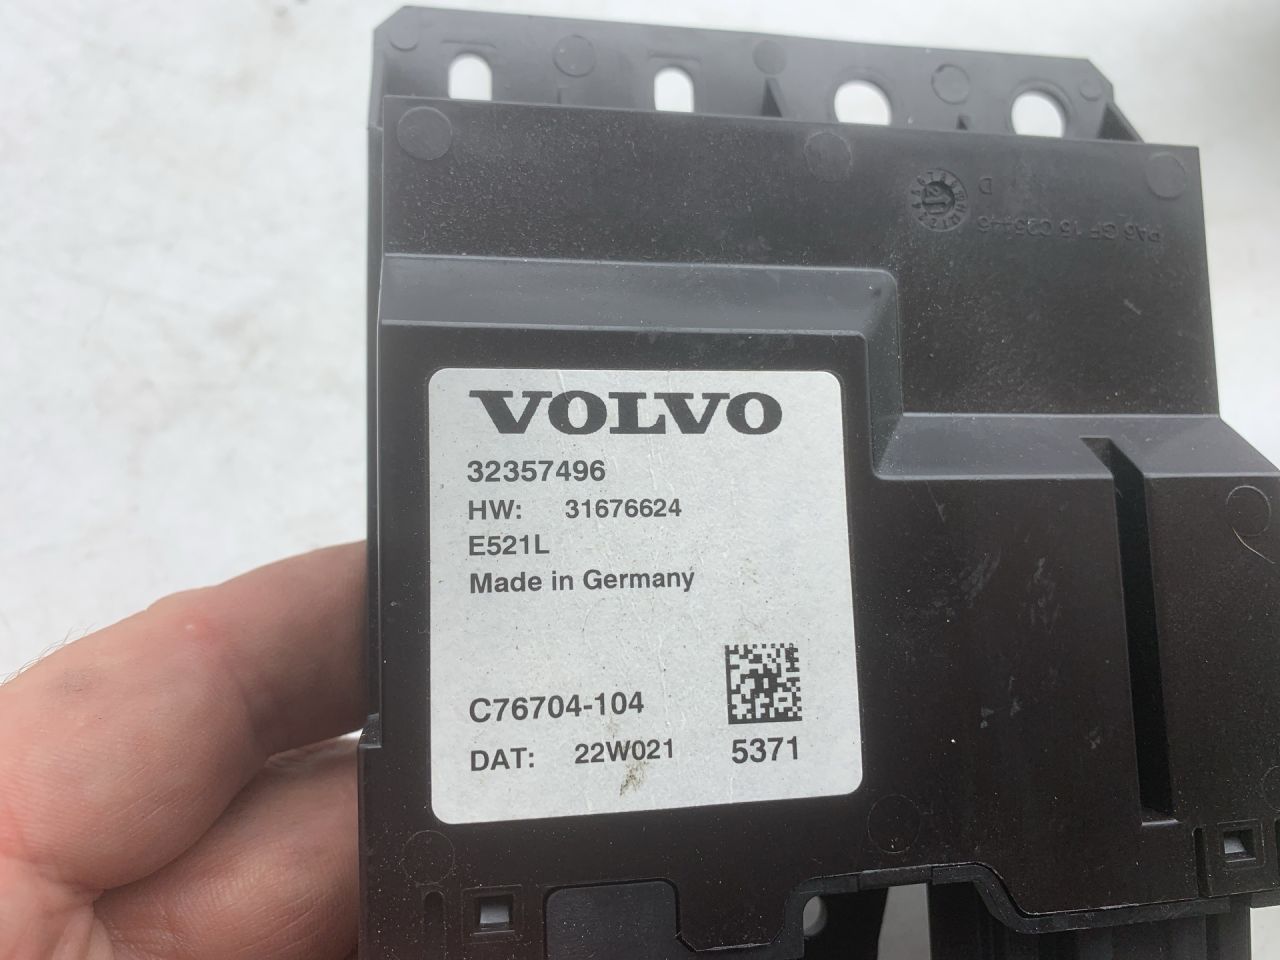 VOLVO
32357496
HW: 31676624
E521L
Made in Germany
C76704-104
DAT: 22W021
5371